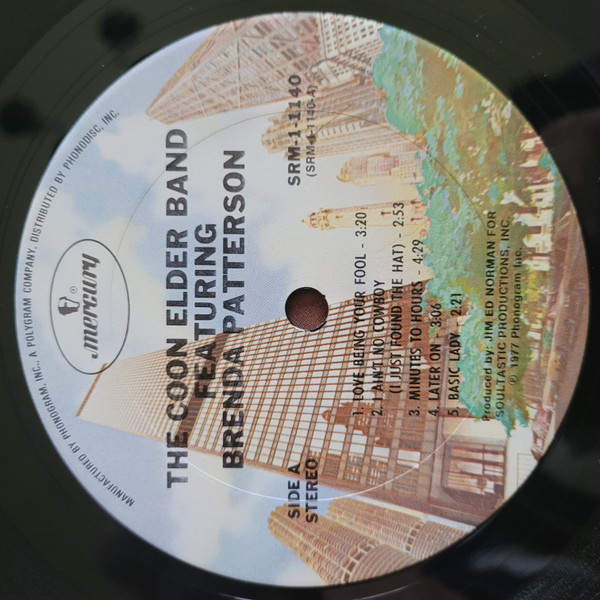 MANUFACTURED BY PHONOGRAM, INC., A POLYGRAM COMPANY. DISTRIBUTED BY PHONODISC, INC.
mercury ®
THE COON ELDER BAND
FEATURING
BRENDA PATTERSON
SIDE A
STEREO
SRM-1-1140
(SRM-1-1140-A)
1. LOVE BEING YOUR FOOL - 3:20
2. I AIN'T NO COWBOY
(I JUST FOUND THE HAT) - 2:53
3. MINUTES TO HOURS - 4:29
4. LATER ON - 3:06
5. BASIC LADY - 2:21
Produced by: JIM ED NORMAN FOR
SOULTASTIC PRODUCTIONS, INC.
℗ 1977 Phonogram Inc.